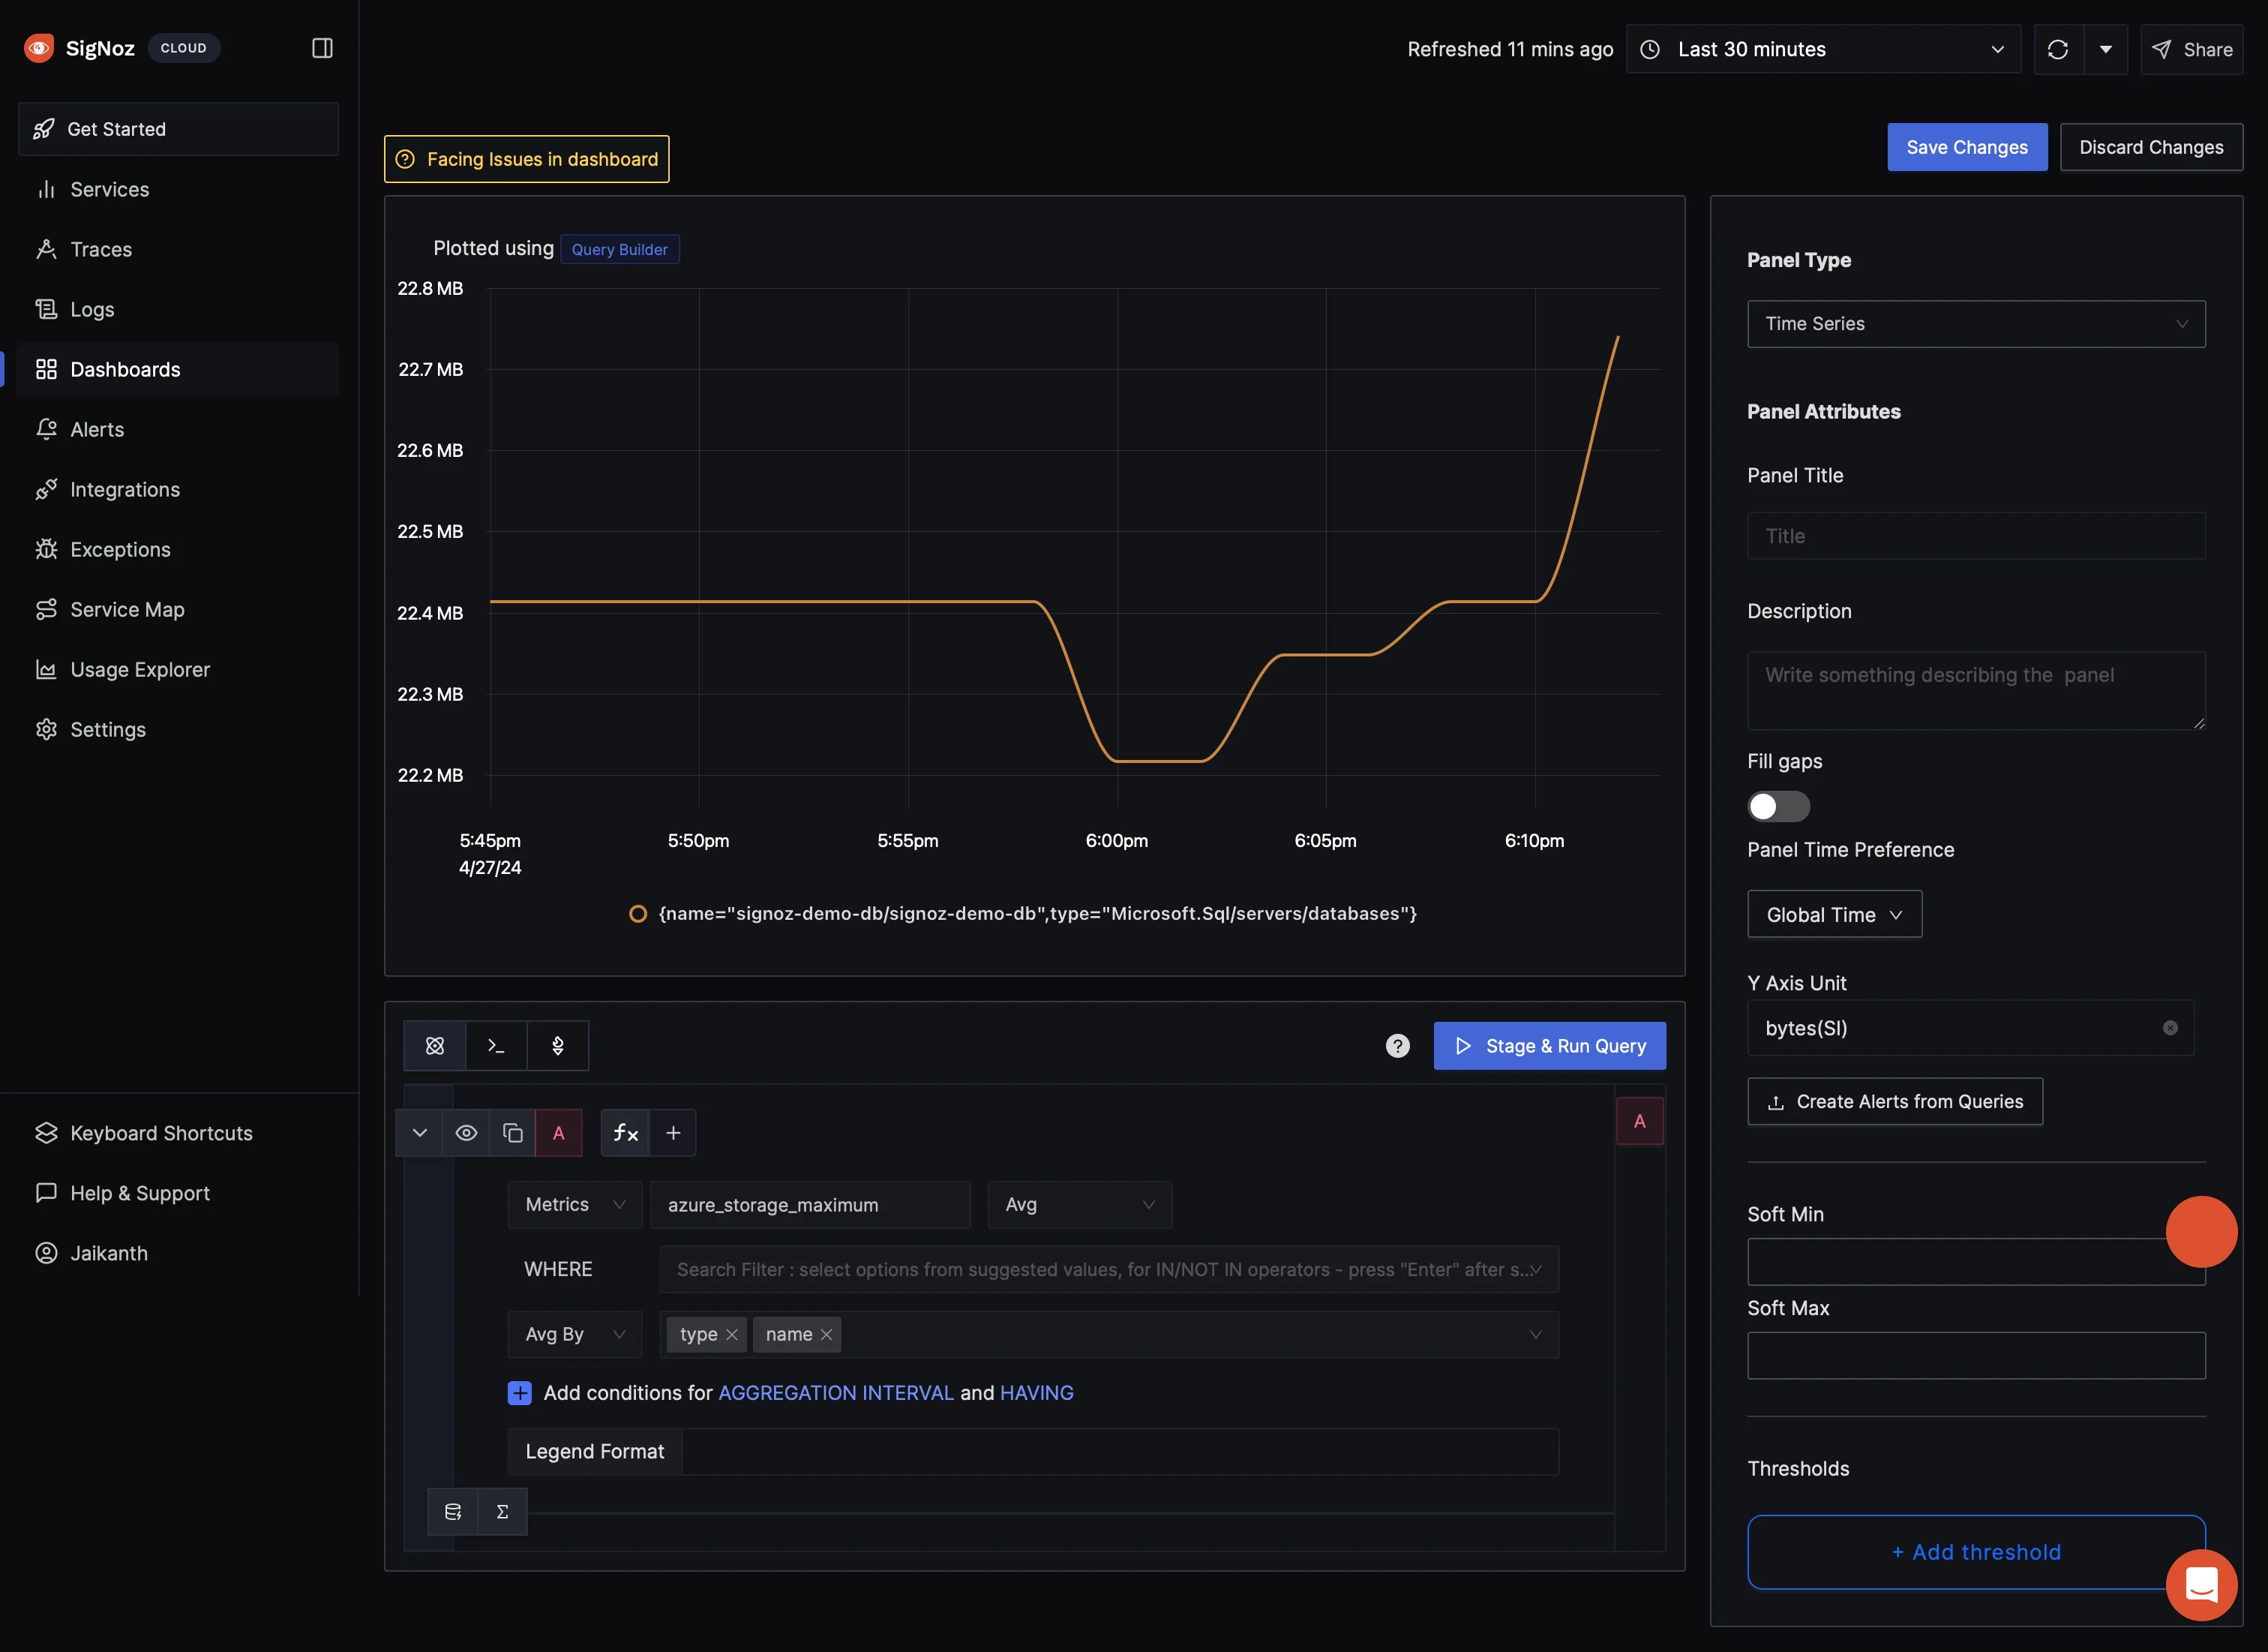 SigNoz CLOUD
Get Started
Services
Traces
Logs
Dashboards
Alerts
Integrations
Exceptions
Service Map
Usage Explorer
Settings
Keyboard Shortcuts
Help & Support
Jaikanth
Refreshed 11 mins ago
Last 30 minutes
Share
Facing Issues in dashboard
Save Changes
Discard Changes
Plotted using Query Builder
22.8 MB
22.7 MB
22.6 MB
22.5 MB
22.4 MB
22.3 MB
22.2 MB
5:45pm 5:50pm 5:55pm 6:00pm 6:05pm 6:10pm
4/27/24
{name="signoz-demo-db/signoz-demo-db",type="Microsoft.Sql/servers/databases"}
Stage & Run Query
A
A
Metrics azure_storage_maximum Avg
WHERE Search Filter : select options from suggested values, for IN/NOT IN operators - press "Enter" after s...
Avg By type name
Add conditions for AGGREGATION INTERVAL and HAVING
Legend Format
Panel Type
Time Series
Panel Attributes
Panel Title
Title
Description
Write something describing the panel
Fill gaps
Panel Time Preference
Global Time
Y Axis Unit
bytes(SI)
Create Alerts from Queries
Soft Min
Soft Max
Thresholds
+ Add threshold